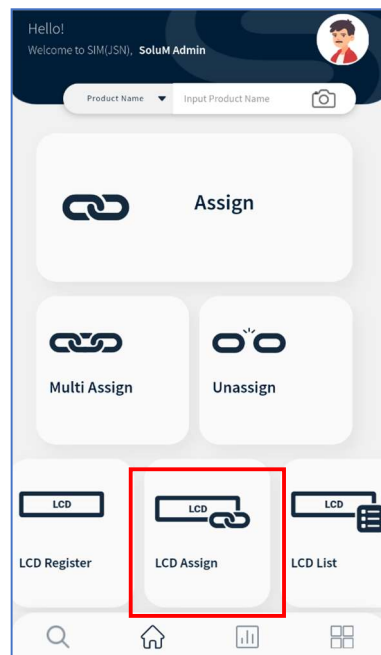 Hello!
Welcome to SIM(JSN), SoluM Admin
Product Name Input Product Name
Assign
Multi Assign Unassign
LCD LCD LCD
LCD Register LCD Assign LCD List